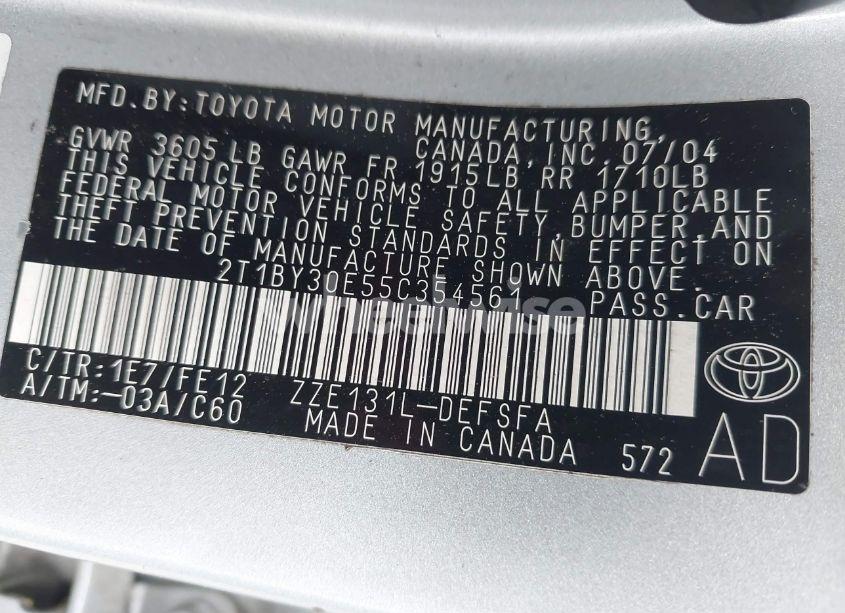 MFD.BY:TOYOTA MOTOR MANUFACTURING,
CANADA,INC.07/04
GVWR 3605LB GAWR FR 1915LB RR 1710LB
THIS VEHICLE CONFORMS TO ALL APPLICABLE
FEDERAL MOTOR VEHICLE SAFETY,BUMPER,AND
THEFT PREVENTION STANDARDS IN EFFECT ON
THE DATE OF MANUFACTURE SHOWN ABOVE.
2T1BY30E55C354561 PASS.CAR
wheelwise
C/TR:1E7/FE12 ZZE131L-DEFSFA
A/TM:-03A/C60 MADE IN CANADA 572 AD